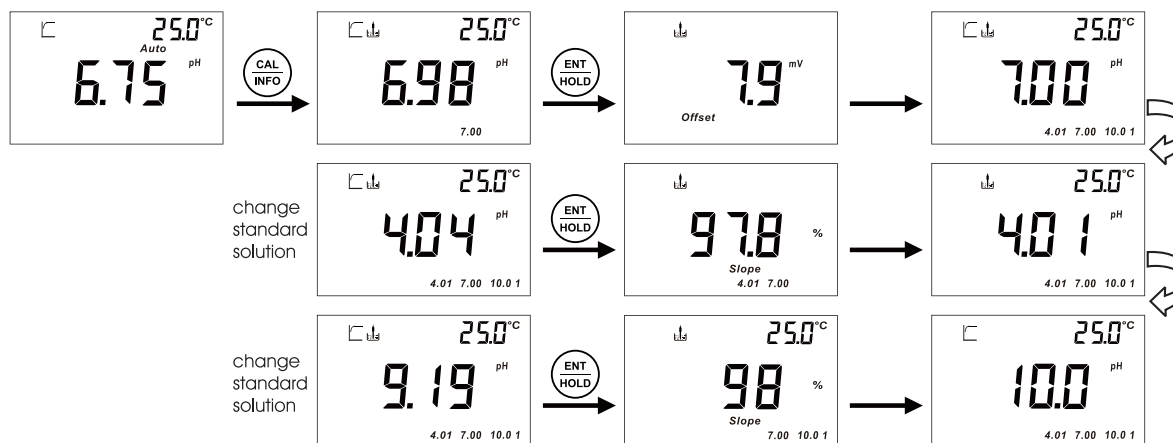 25.0°C
Auto
6.75 pH
CAL
INFO
25.0°C
6.98 pH
7.00
ENT
HOLD
7.9 mV
Offset
25.0°C
7.00 pH
4.01 7.00 10.01
change
standard
solution
25.0°C
4.04 pH
4.01 7.00 10.01
ENT
HOLD
97.8 %
Slope
4.01 7.00
25.0°C
4.01 pH
4.01 7.00 10.01
change
standard
solution
25.0°C
9.19 pH
4.01 7.00 10.01
ENT
HOLD
25.0°C
98 %
Slope
7.00 10.01
25.0°C
10.0 pH
4.01 7.00 10.01